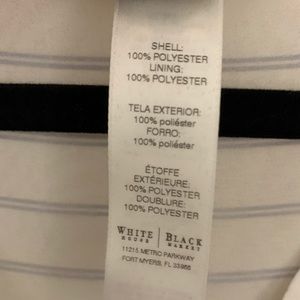 SHELL:
100% POLYESTER
LINING:
100% POLYESTER
TELA EXTERIOR:
100% poliéster
FORRO:
100% poliéster
ÉTOFFE
EXTÉRIEURE:
100% POLYESTER
DOUBLURE:
100% POLYESTER
WHITE | BLACK
HOUSE | MARKET
11215 METRO PARKWAY
FORT MYERS, FL 33966